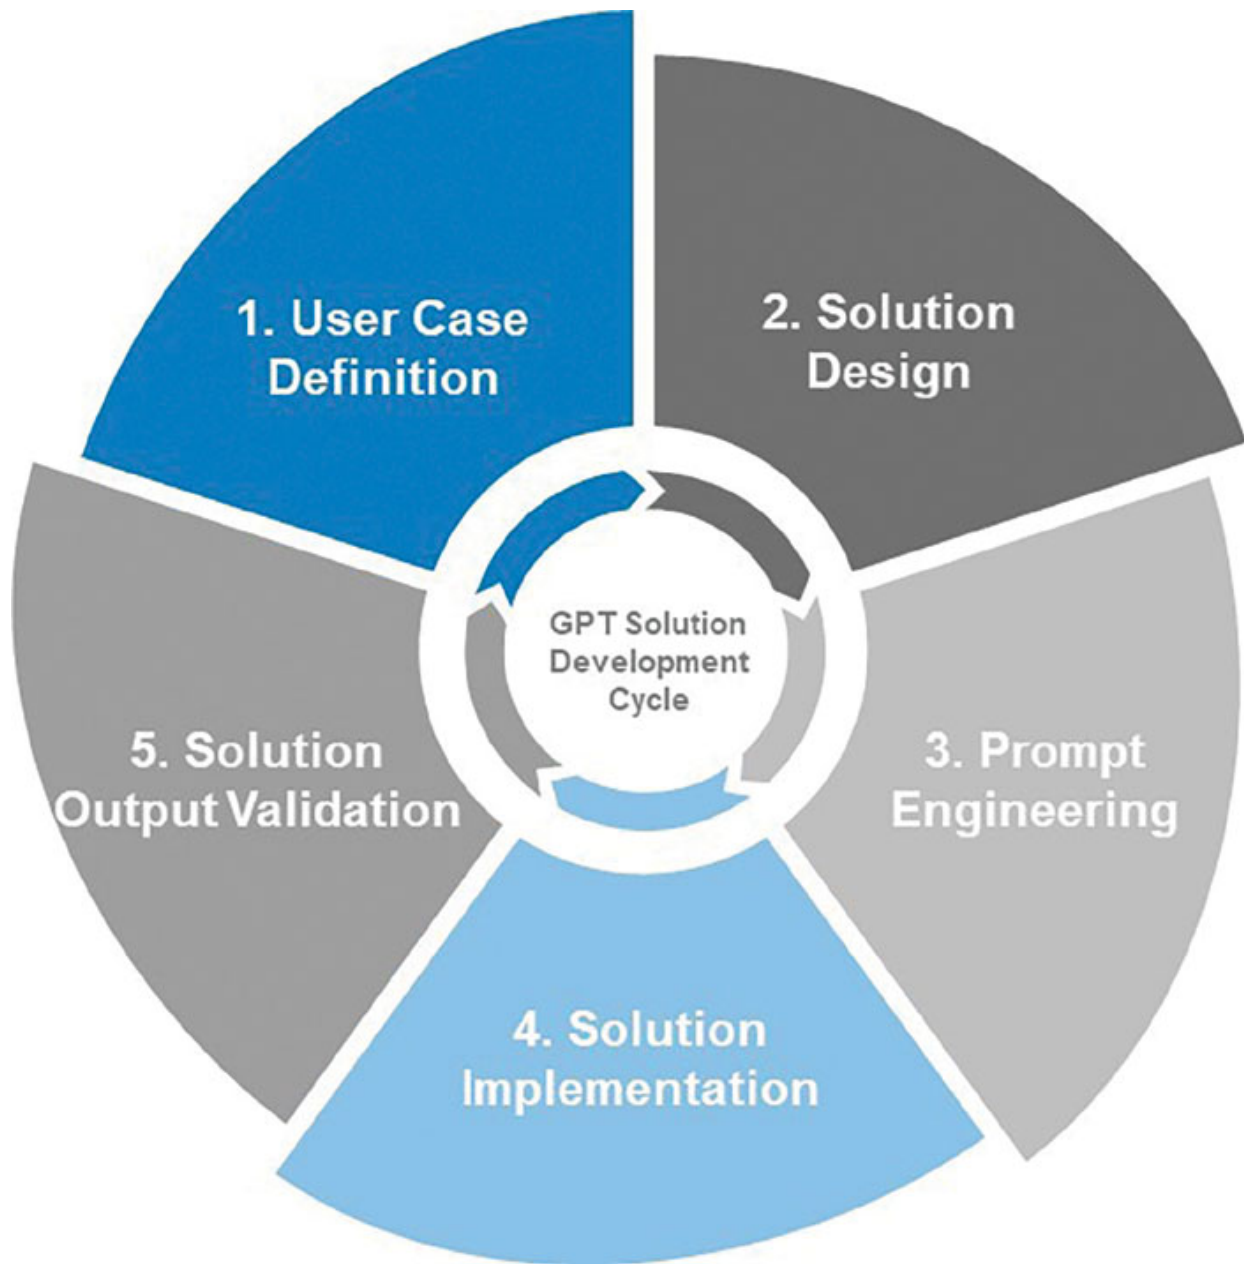 1. User Case
Definition
2. Solution
Design
3. Prompt
Engineering
4. Solution
Implementation
5. Solution
Output Validation
GPT Solution
Development
Cycle